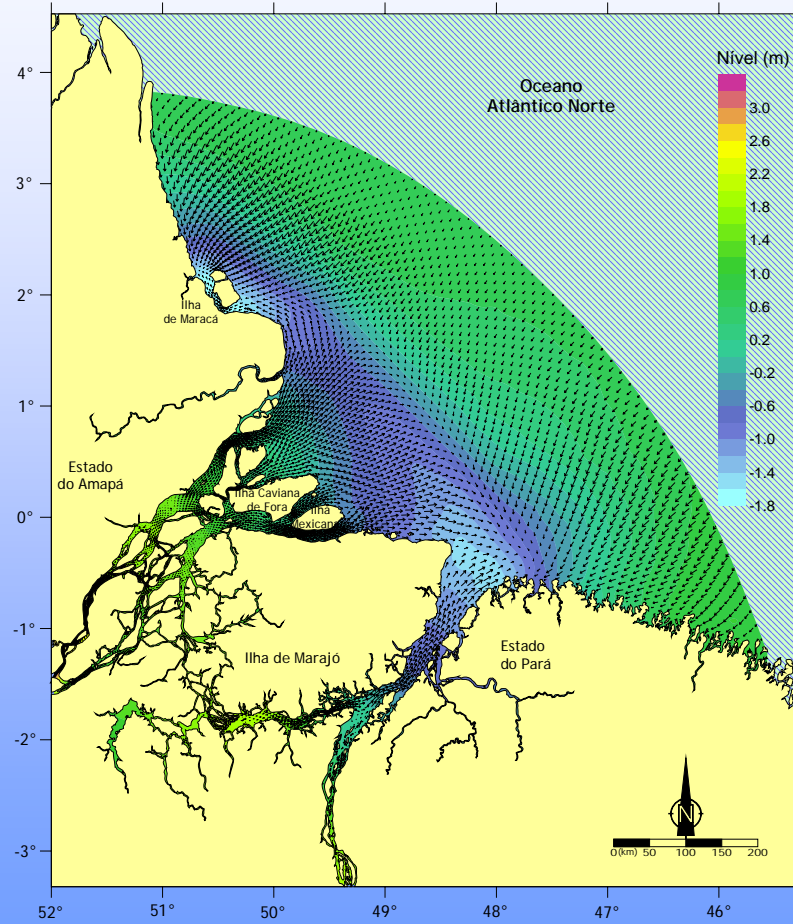 Nível (m)
Oceano
Atlântico Norte
3.0
2.6
2.2
1.8
1.4
1.0
0.6
0.2
-0.2
-0.6
-1.0
-1.4
-1.8
4°
3°
2°
1°
0°
-1°
-2°
-3°
Ilha
de Maracá
Estado
do Amapá
Ilha Caviana
de Fora
Ilha
Mexicana
Ilha de Marajó
Estado
do Pará
N
0(km) 50 100 150 200
52° 51° 50° 49° 48° 47° 46°